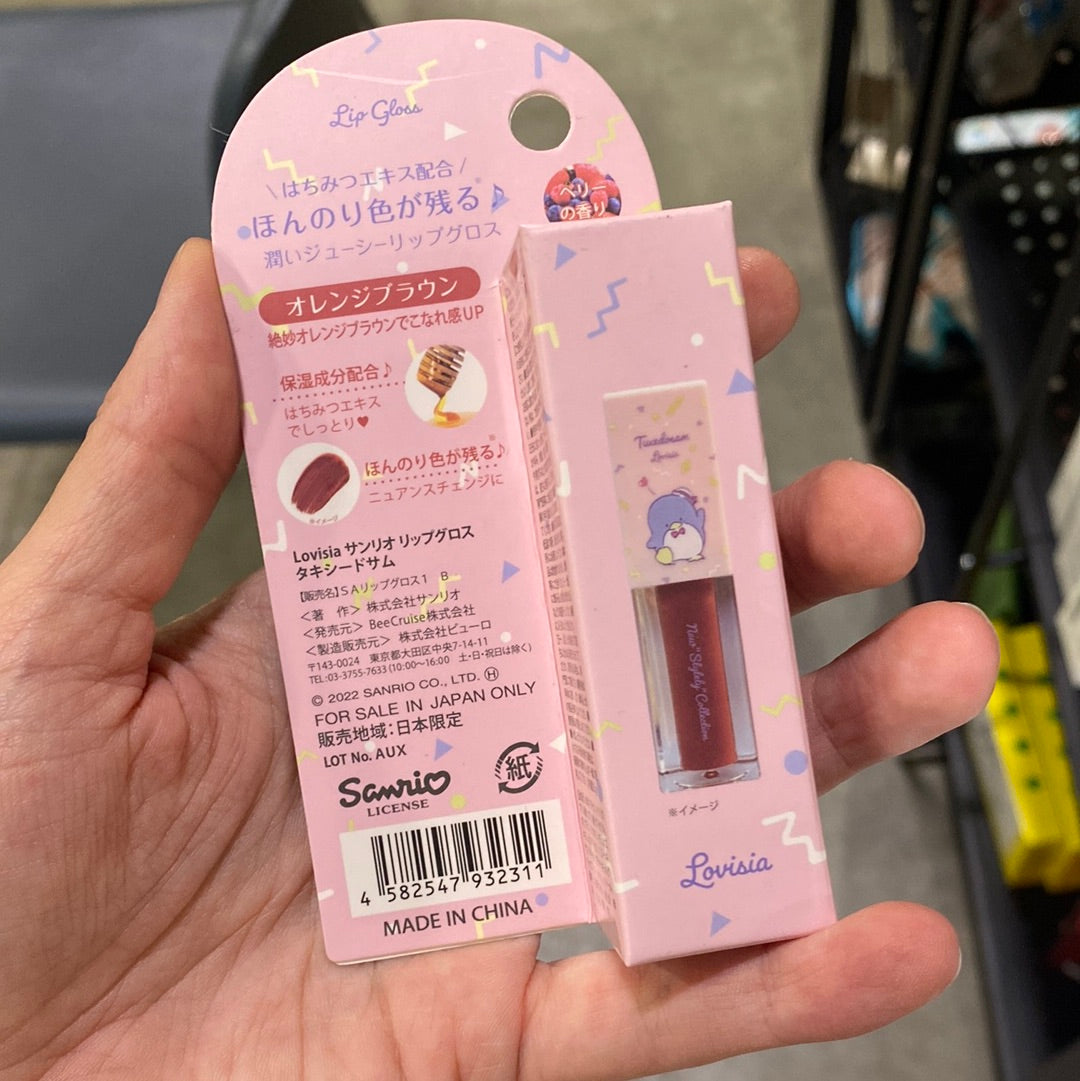 Lip Gloss
\ はちみつエキス配合 /
ほんのり色が残る♪
潤いジューシーリップグロス
ベリー
の香り
オレンジブラウン
絶妙オレンジブラウンでこなれ感UP
保湿成分配合♪
はちみつエキス
でしっとり♥
ほんのり色が残る♪
ニュアンスチェンジに
※イメージ
Lovisia サンリオ リップグロス
タキシードサム
【販売名】SAリップグロス1 B
＜著 作＞ 株式会社サンリオ
＜発売元＞ BeeCruise株式会社
＜製造販売元＞ 株式会社ビューロ
〒143-0024 東京都大田区中央7-14-11
TEL:03-3755-7633(10:00〜16:00 土・日・祝日は除く)
© 2022 SANRIO CO., LTD. Ⓗ
FOR SALE IN JAPAN ONLY
販売地域:日本限定
LOT No. AUX
Sanrio
LICENSE
紙
4 582547 932311
MADE IN CHINA
Tuxedosam
Lovisia
Niao "Stylely" Collection
※イメージ
Lovisia